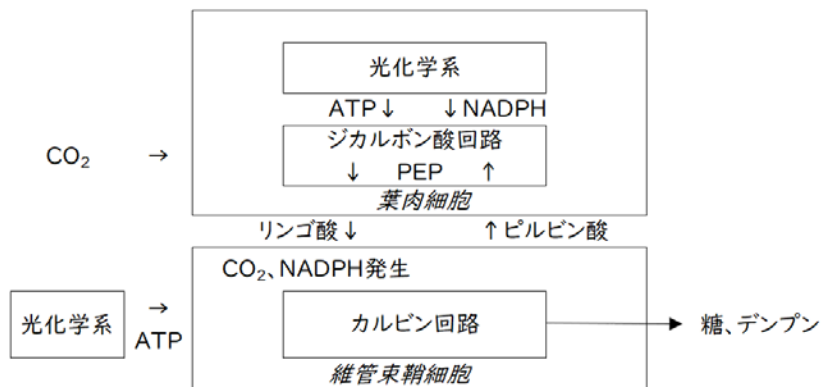 光化学系
ATP↓ ↓NADPH
ジカルボン酸回路
CO₂ → ↓ PEP ↑
葉肉細胞
リンゴ酸↓ ↑ピルビン酸
CO₂、NADPH発生
光化学系 → ATP カルビン回路 糖、デンプン
維管束鞘細胞